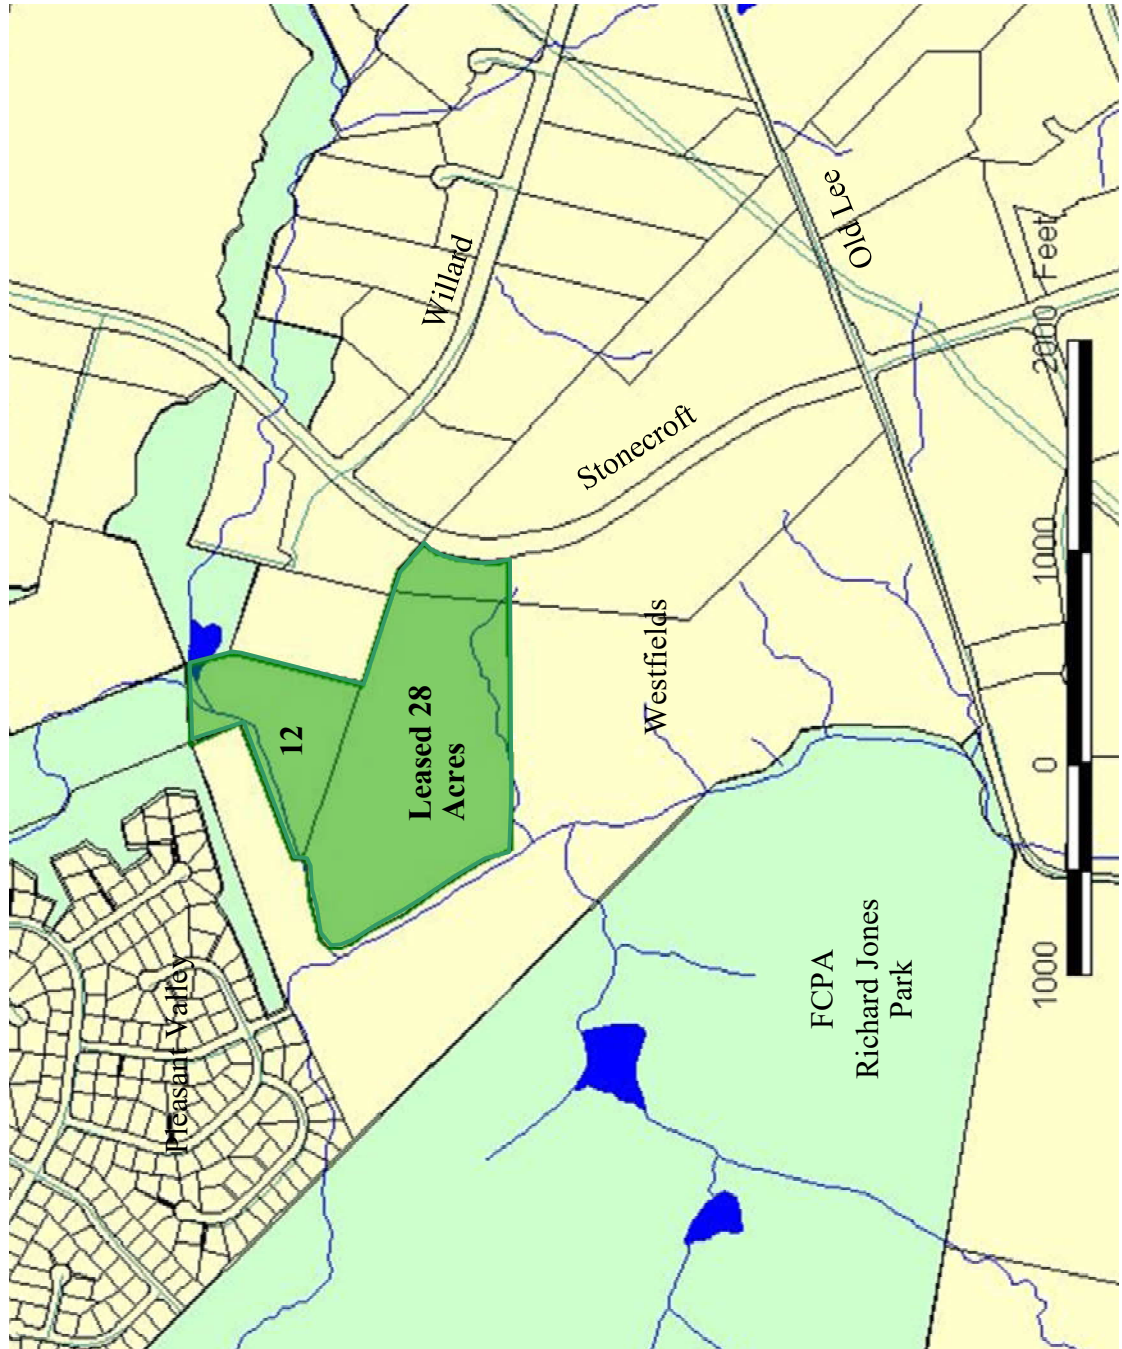 Pleasant Valley
12
Leased 28
Acres
Willard
Stonecroft
Old Lee
Westfields
FCPA
Richard Jones
Park
1000
0
1000
2000 Feet